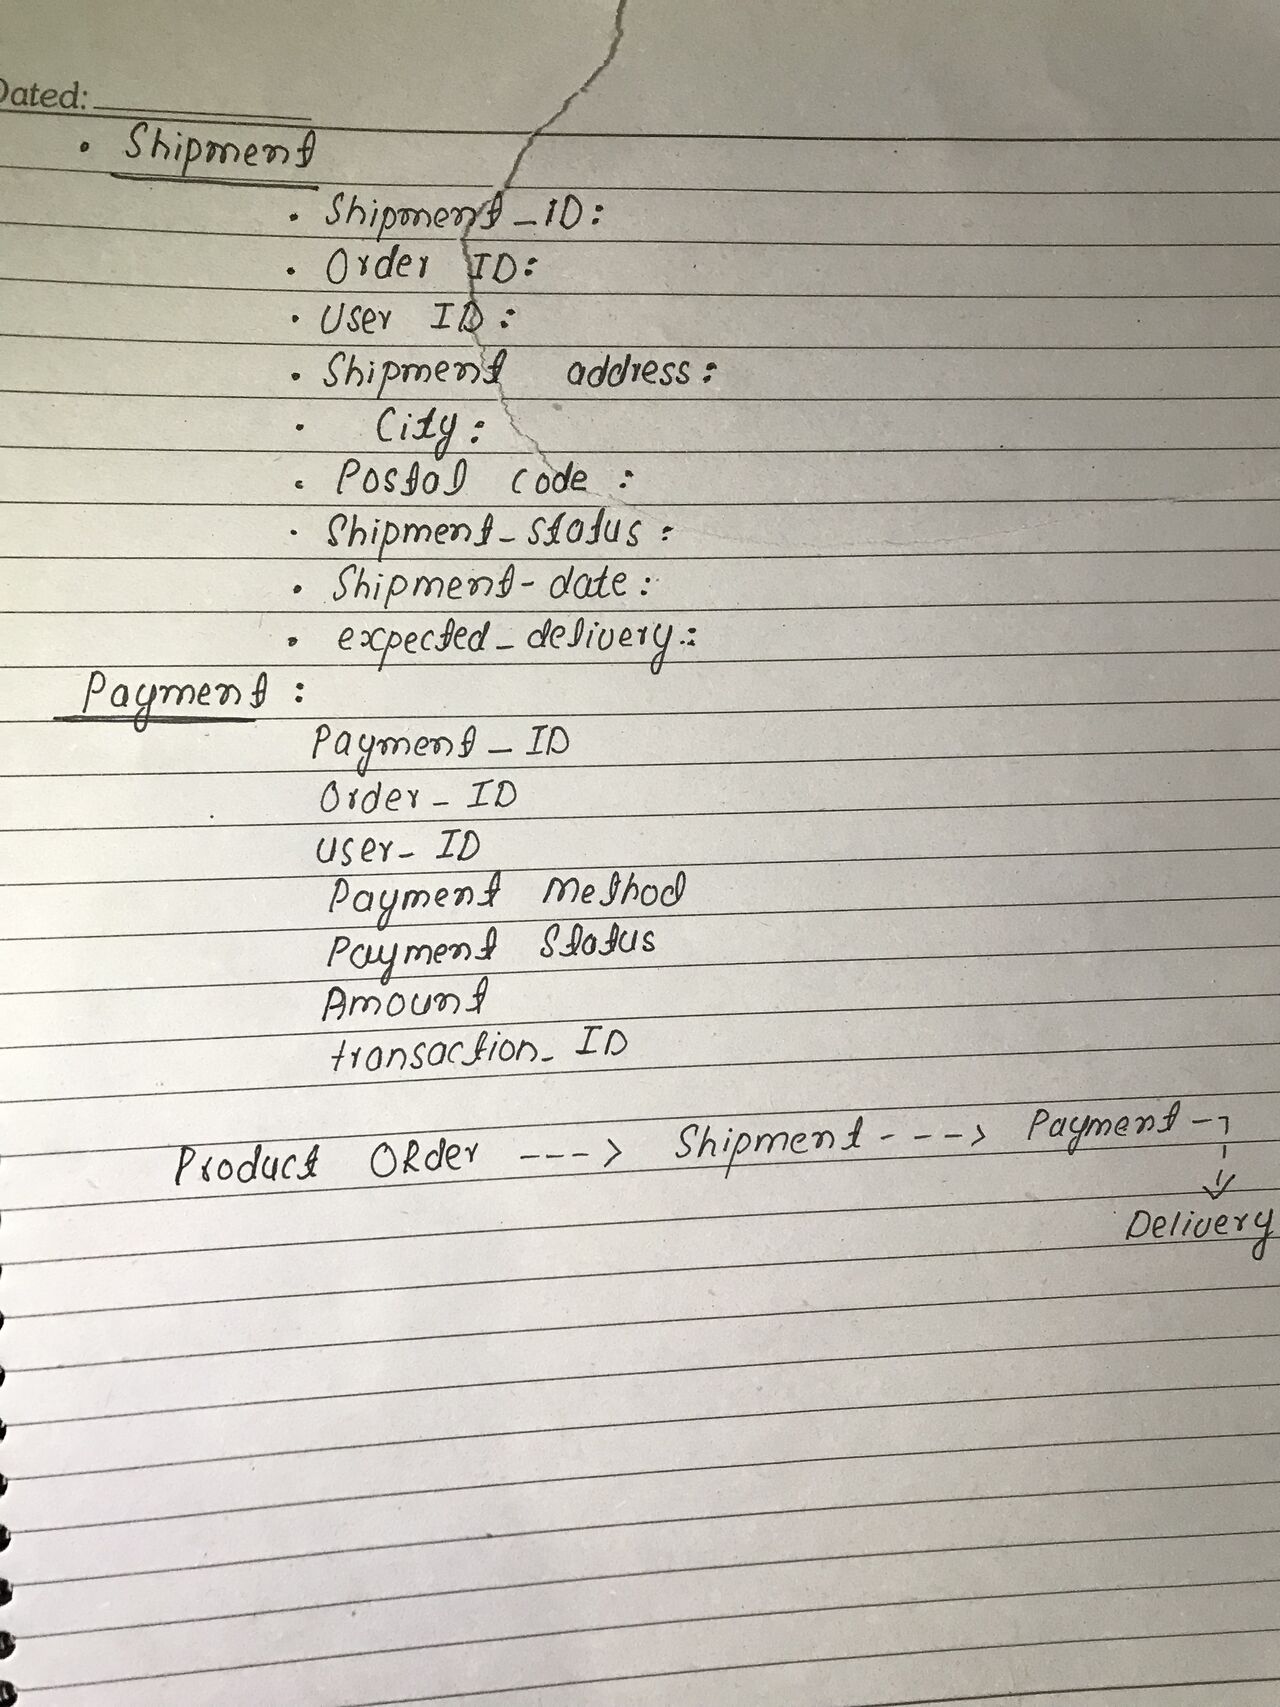 Dated:
• Shipment
• Shipment_ID:
• Order ID:
• User ID:
• Shipment address:
• City:
• Postal code:
• Shipment_status:
• Shipment-date:
• expected_delivery:
Payment:
Payment_ID
Order_ID
user_ID
Payment Method
Payment Status
Amount
transaction_ID
Product ORder ---> Shipment ---> Payment
Delivery